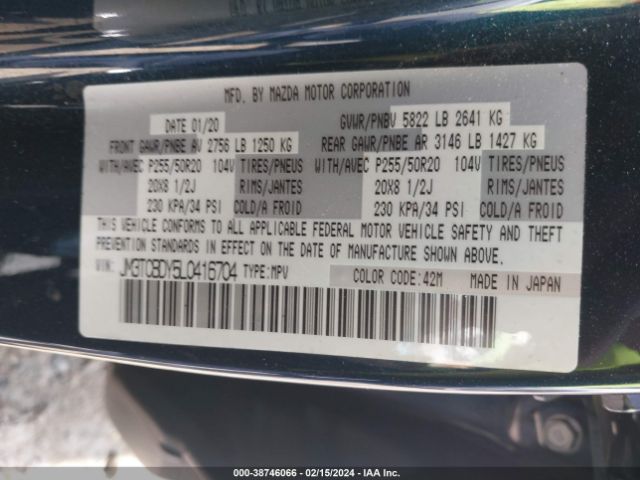 MFD. BY MAZDA MOTOR CORPORATION
DATE 01/20 GVWR/PNBV 5822 LB 2641 KG
FRONT GAWR/PNBE AV 2756 LB 1250 KG REAR GAWR/PNBE AR 3146 LB 1427 KG
WITH/AVEC P255/50R20 104V TIRES/PNEUS WITH/AVEC P255/50R20 104V TIRES/PNEUS
20X8 1/2J RIMS/JANTES 20X8 1/2J RIMS/JANTES
230 KPA/34 PSI COLD/A FROID 230 KPA/34 PSI COLD/A FROID
THIS VEHICLE CONFORMS TO ALL APPLICABLE FEDERAL MOTOR VEHICLE SAFETY AND THEFT
PREVENTION STANDARDS IN EFFECT ON THE DATE OF MANUFACTURE SHOWN ABOVE.
VIN: JM3TCBDY5L0416704 TYPE:MPV COLOR CODE:42M MADE IN JAPAN
000-38746066 - 02/15/2024 - IAA Inc.